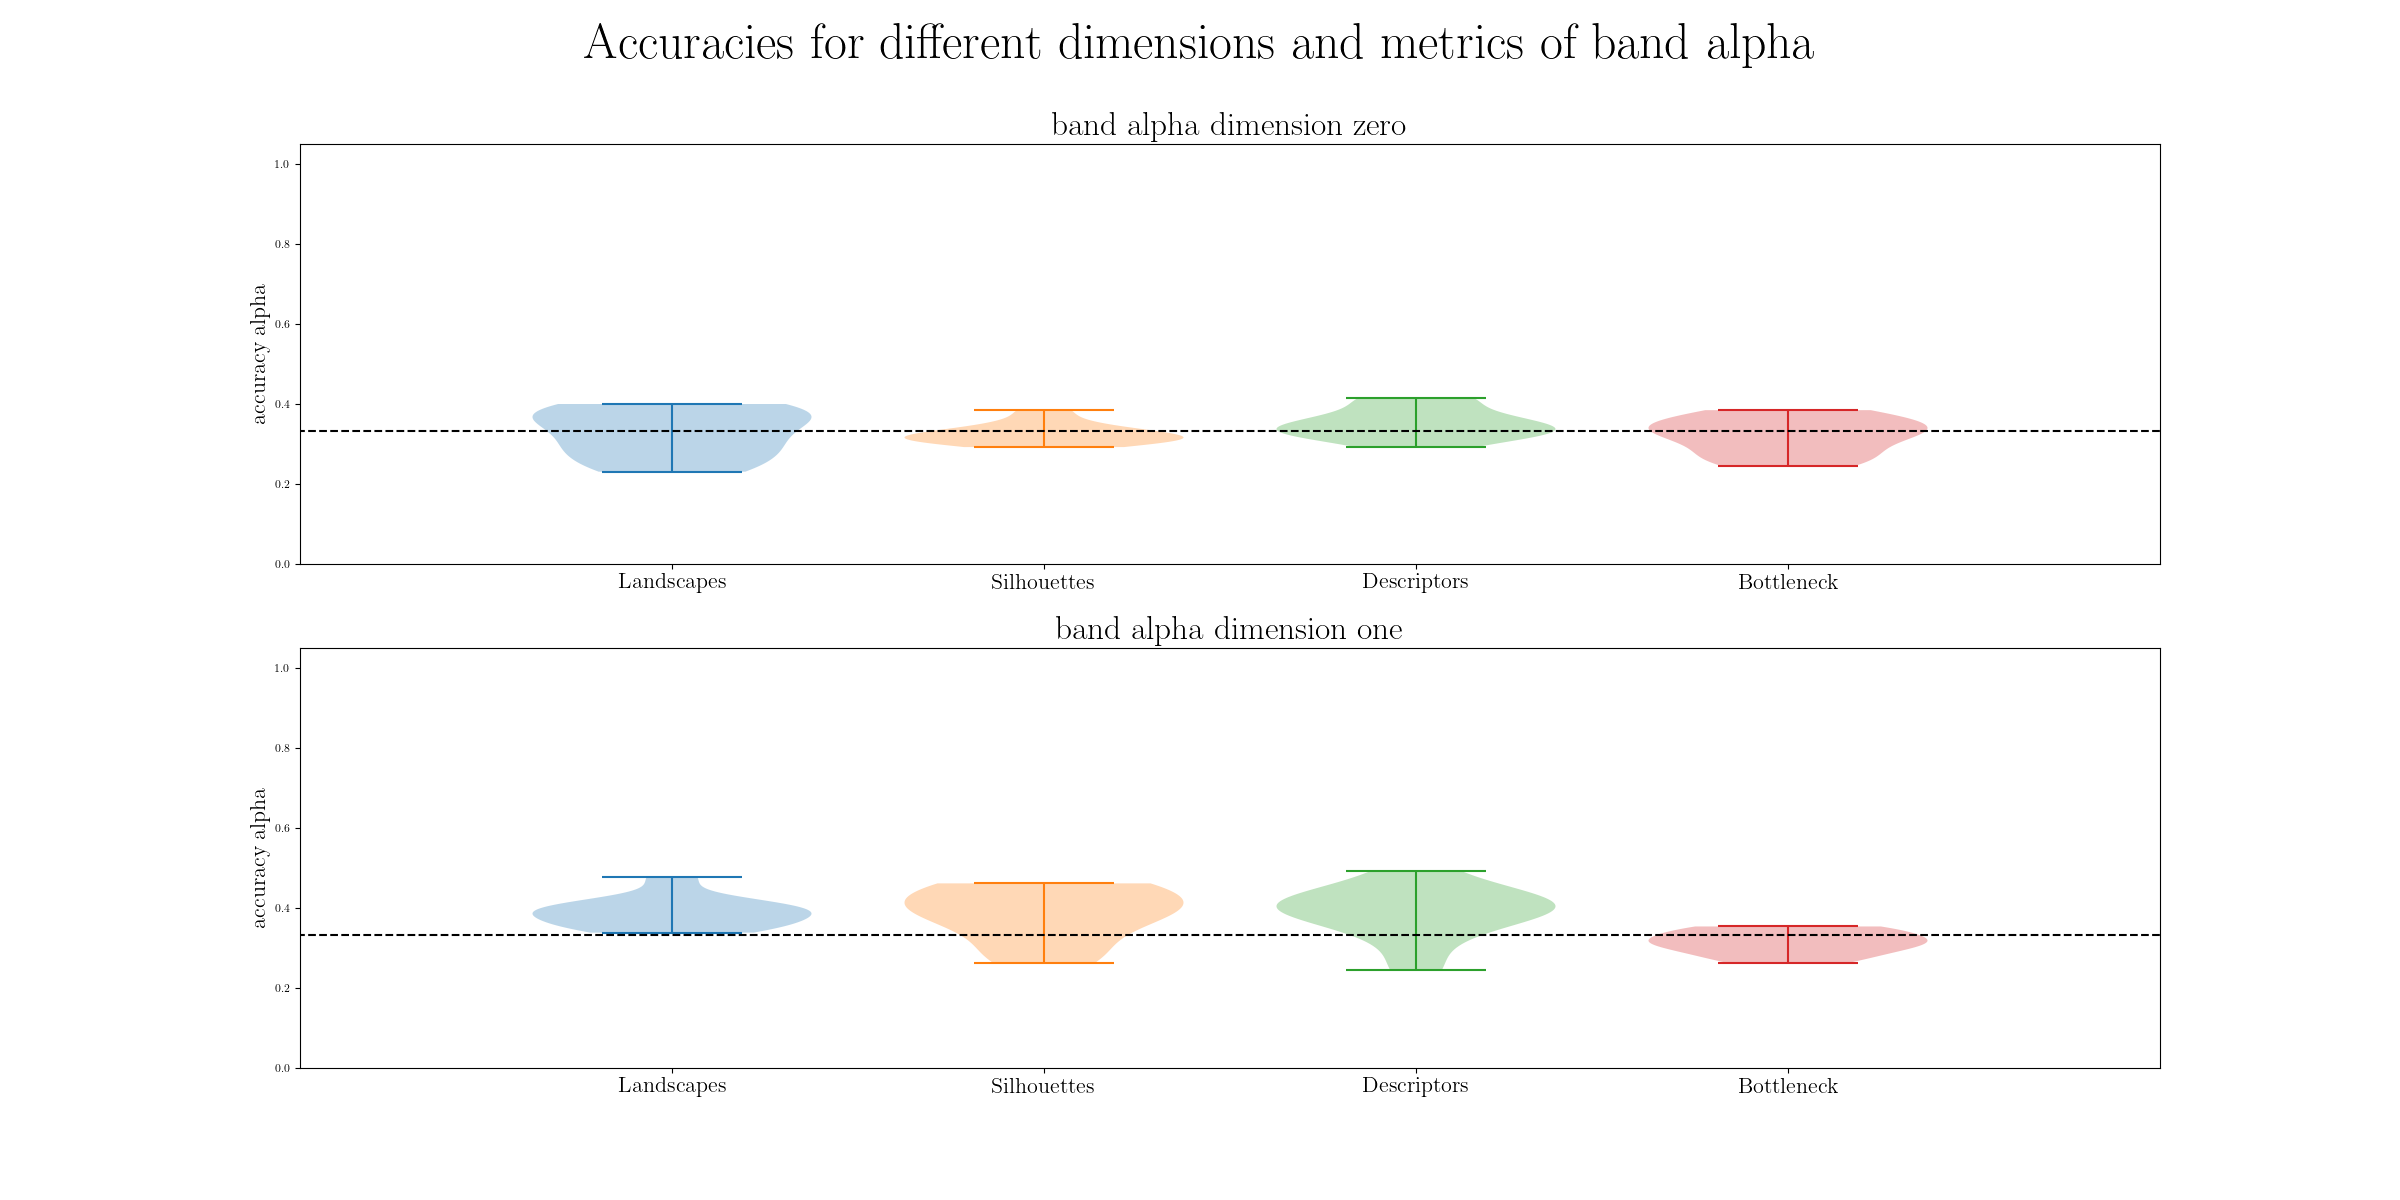 Accuracies for different dimensions and metrics of band alpha
band alpha dimension zero
1.0
0.8
0.6
0.4
0.2
0.0
accuracy alpha
Landscapes Silhouettes Descriptors Bottleneck
band alpha dimension one
1.0
0.8
0.6
0.4
0.2
0.0
accuracy alpha
Landscapes Silhouettes Descriptors Bottleneck